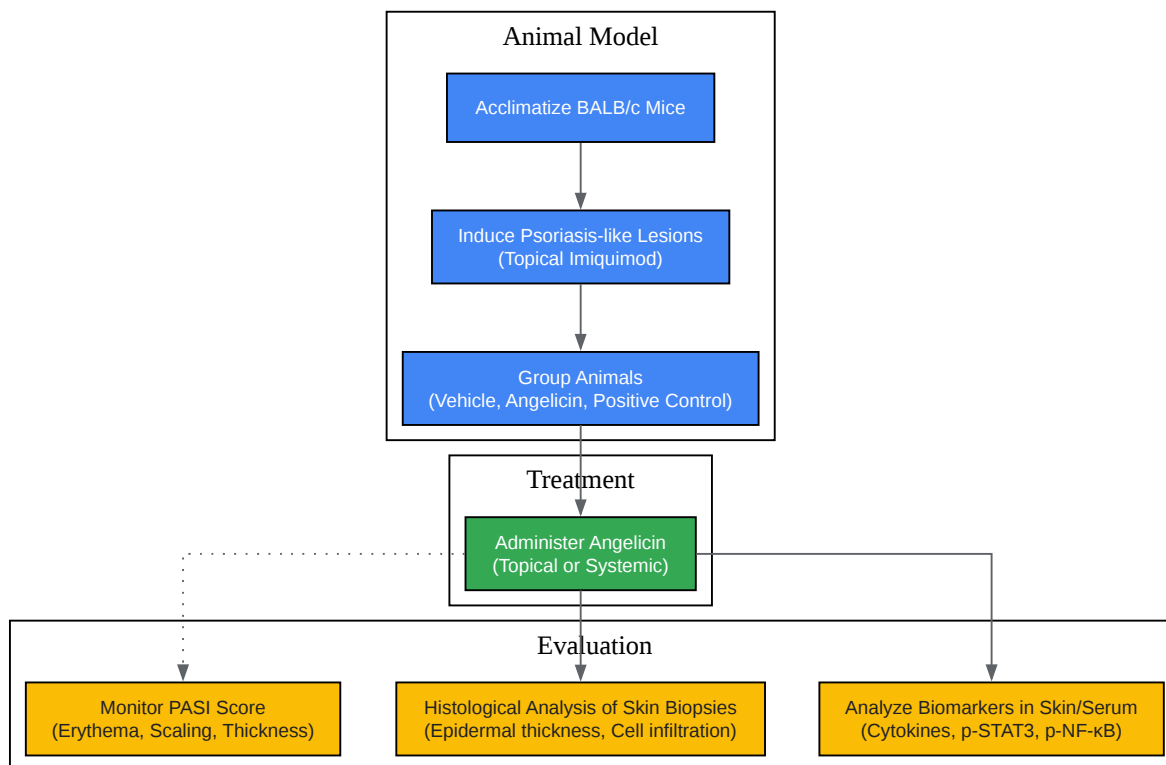 Animal Model
Acclimatize BALB/c Mice
Induce Psoriasis-like Lesions
(Topical Imiquimod)
Group Animals
(Vehicle, Angelicin, Positive Control)
Treatment
Administer Angelicin
(Topical or Systemic)
Evaluation
Monitor PASI Score
(Erythema, Scaling, Thickness)
Histological Analysis of Skin Biopsies
(Epidermal thickness, Cell infiltration)
Analyze Biomarkers in Skin/Serum
(Cytokines, p-STAT3, p-NF-κB)